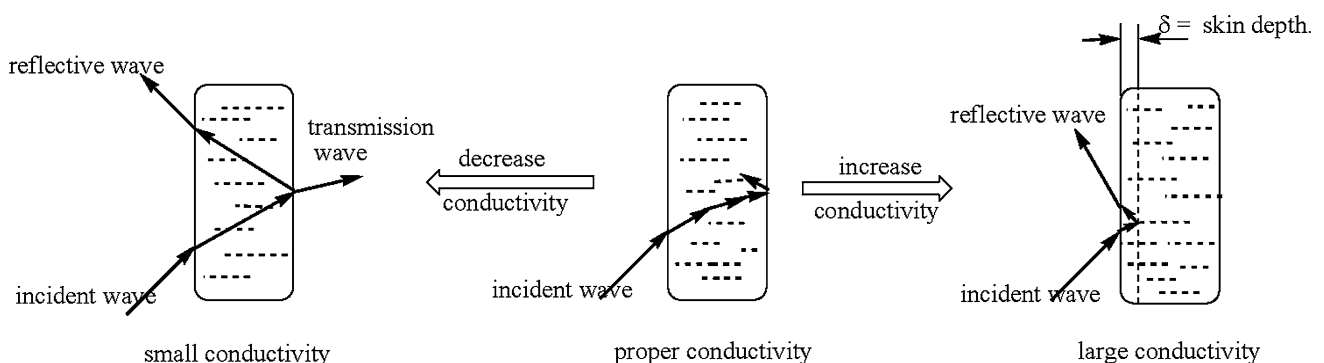 δ = skin depth.
reflective wave
transmission
wave
incident wave
small conductivity
decrease
conductivity
incident wave
proper conductivity
increase
conductivity
reflective wave
incident wave
large conductivity